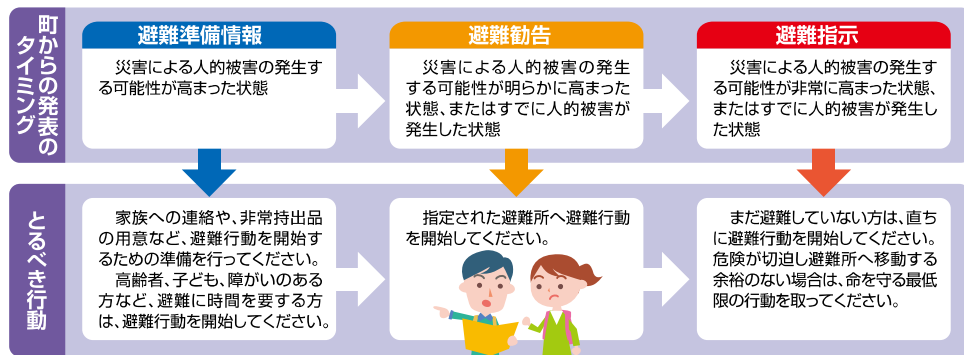 町からの発表の
タイミング
避難準備情報
災害による人的被害の発生す
る可能性が高まった状態
避難勧告
災害による人的被害の発生
する可能性が明らかに高まった
状態、またはすでに人的被害が
発生した状態
避難指示
災害による人的被害の発生す
る可能性が非常に高まった状態、
またはすでに人的被害が発生し
た状態
とるべき行動
家族への連絡や、非常持出品
の用意など、避難行動を開始す
るための準備を行ってください。
高齢者、子ども、障がいのある
方など、避難に時間を要する方
は、避難行動を開始してください。
指定された避難所へ避難行動
を開始してください。
まだ避難していない方は、直ち
に避難行動を開始してください。
危険が切迫し避難所へ移動する
余裕のない場合は、命を守る最低
限の行動を取ってください。